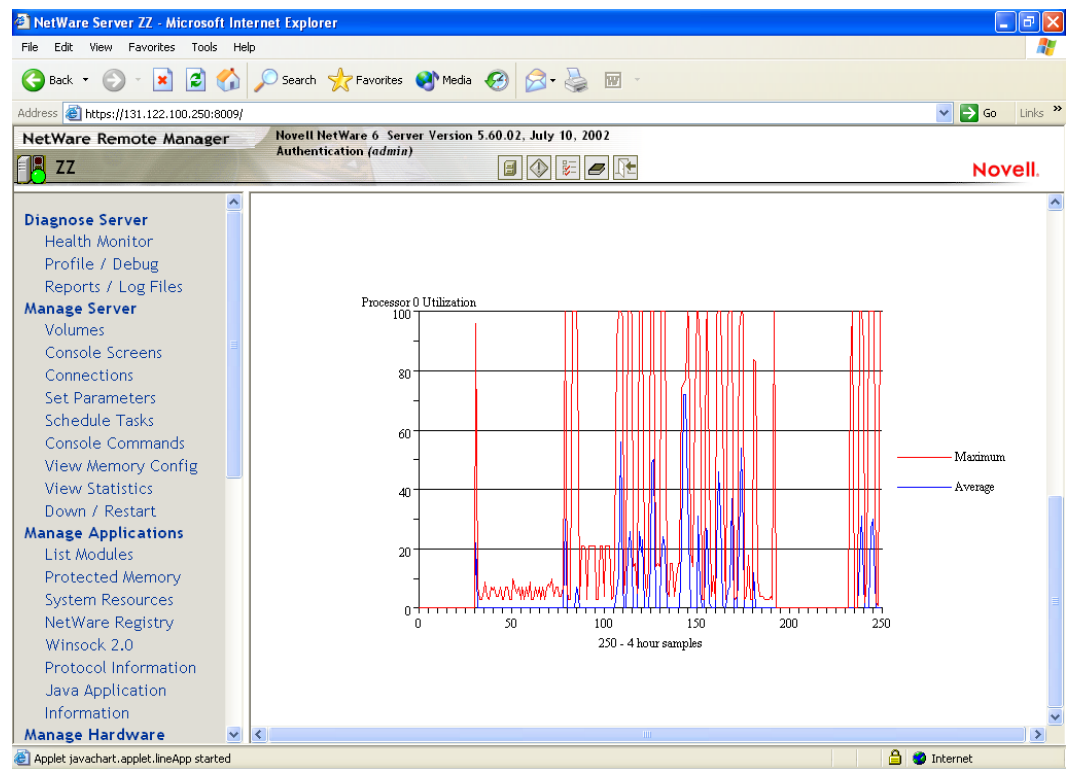 NetWare Server ZZ - Microsoft Internet Explorer
File Edit View Favorites Tools Help
Back Search Favorites Media
Address https://131.122.100.250:8009/ Go Links »
NetWare Remote Manager
ZZ
Novell NetWare 6 Server Version 5.60.02, July 10, 2002
Authentication (admin)
Novell.
Diagnose Server
Health Monitor
Profile / Debug
Reports / Log Files
Manage Server
Volumes
Console Screens
Connections
Set Parameters
Schedule Tasks
Console Commands
View Memory Config
View Statistics
Down / Restart
Manage Applications
List Modules
Protected Memory
System Resources
NetWare Registry
Winsock 2.0
Protocol Information
Java Application
Information
Manage Hardware
Processor 0 Utilization
100
80
60
40
20
0
0 50 100 150 200 250
250 - 4 hour samples
Maximum
Average
Applet javachart.applet.lineApp started
Internet